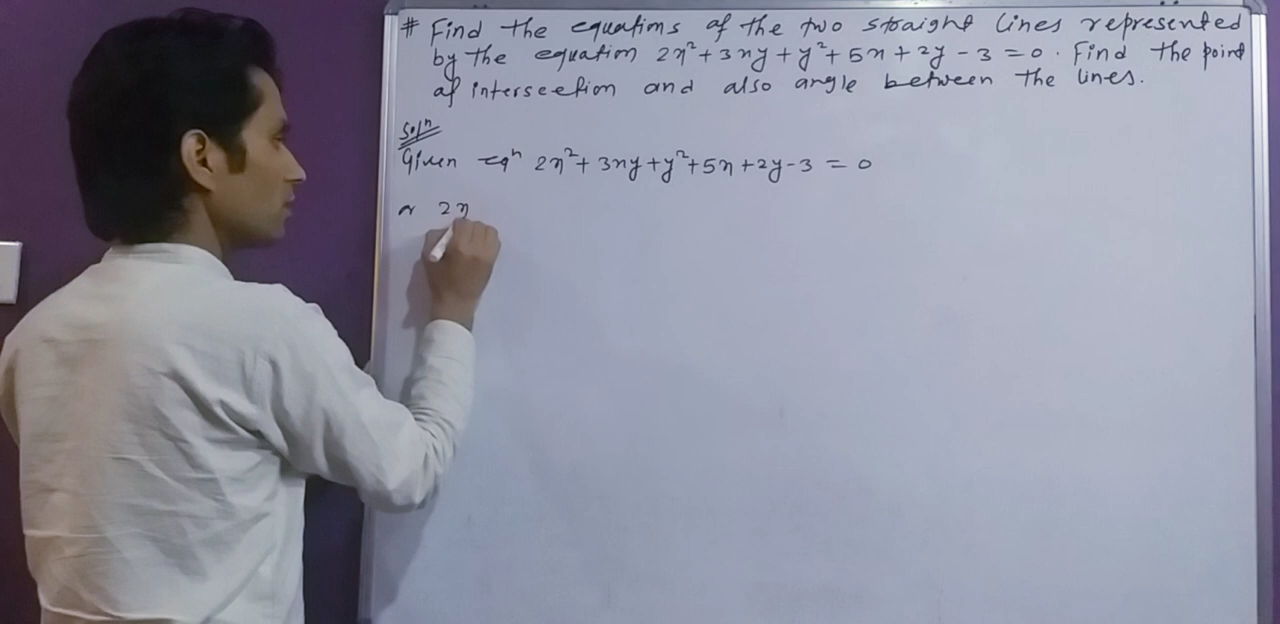 # Find the equations of the two straight lines represented
by the equation 2x²+3xy+y²+5x+2y-3=0. Find the point
of intersection and also angle between the lines.
Solⁿ
Given eqⁿ 2x²+3xy+y²+5x+2y-3=0
or 2x